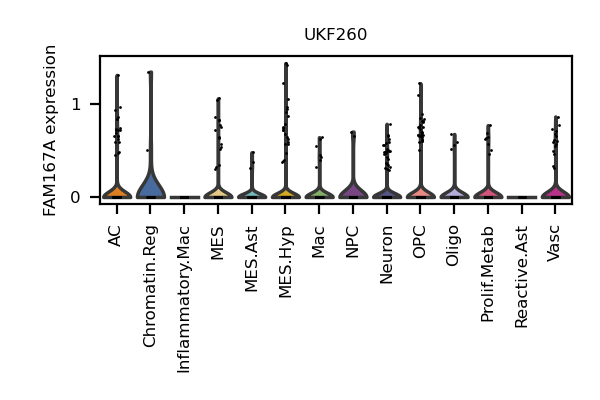 UKF260
FAM167A expression
1
0
AC
Chromatin.Reg
Inflammatory.Mac
MES
MES.Ast
MES.Hyp
Mac
NPC
Neuron
OPC
Oligo
Prolif.Metab
Reactive.Ast
Vasc